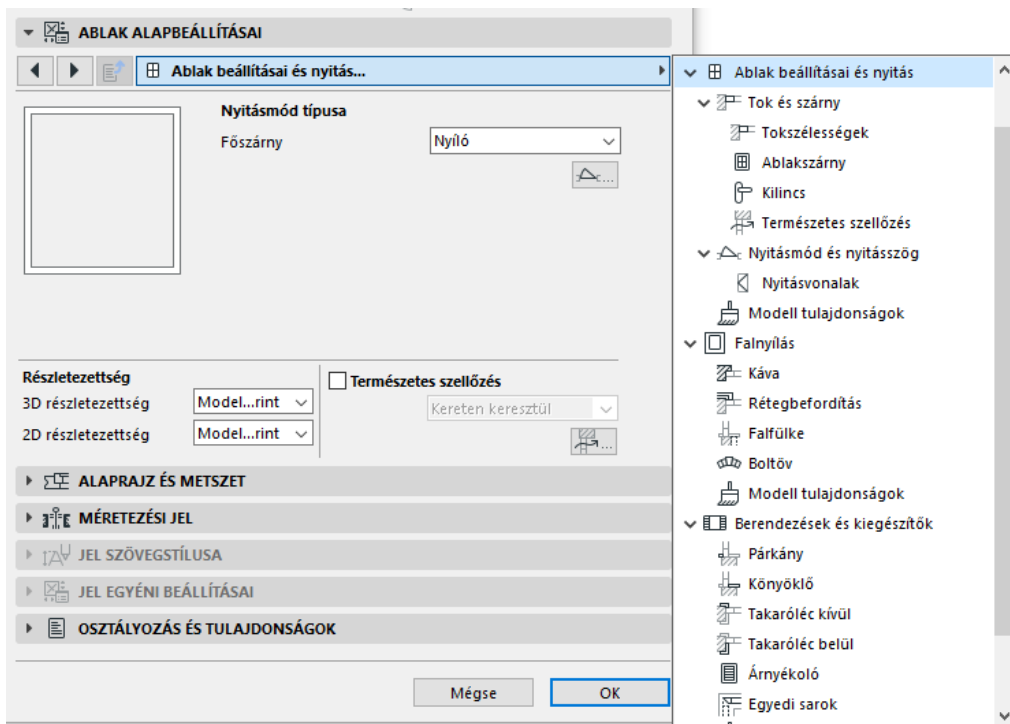 ABLAK ALAPBEÁLLÍTÁSAI
Ablak beállításai és nyitás...
Nyitásmód típusa
Főszárny
Nyíló
Részletezettség
3D részletezettség
Model...rint
2D részletezettség
Model...rint
Természetes szellőzés
Kereten keresztül
ALAPRAJZ ÉS METSZET
MÉRETEZÉSI JEL
JEL SZÖVEGSTÍLUSA
JEL EGYÉNI BEÁLLÍTÁSAI
OSZTÁLYOZÁS ÉS TULAJDONSÁGOK
Mégse
OK
Ablak beállításai és nyitás
Tok és szárny
Tokszélességek
Ablakszárny
Kilincs
Természetes szellőzés
Nyitásmód és nyitásszög
Nyitásvonalak
Modell tulajdonságok
Falnyílás
Káva
Rétegbefordítás
Falfülke
Boltöv
Modell tulajdonságok
Berendezések és kiegészítők
Párkány
Könyöklő
Takaróléc kívül
Takaróléc belül
Árnyékoló
Egyedi sarok